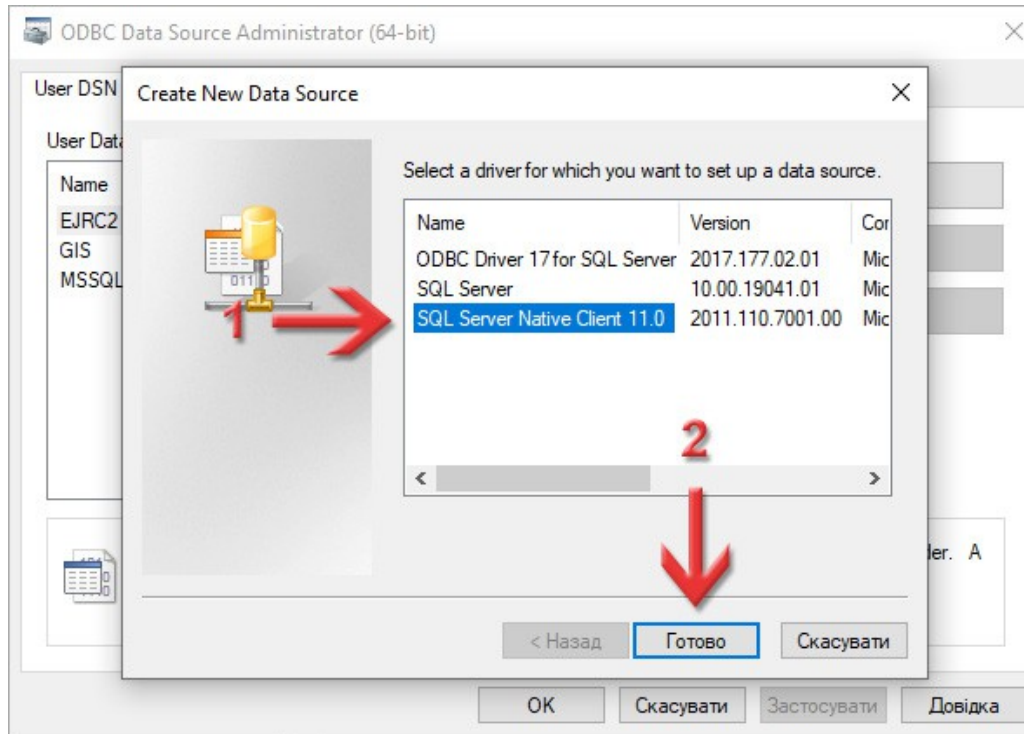 ODBC Data Source Administrator (64-bit)
User DSN
Create New Data Source
User Data
Select a driver for which you want to set up a data source.
Name
Name Version
EJRC2
GIS
MSSQL
ODBC Driver 17 for SQL Server 2017.177.02.01 Mic
SQL Server 10.00.19041.01 Mic
SQL Server Native Client 11.0 2011.110.7001.00 Mic
1
2
der. A
< Назад Готово Скасувати
OK Скасувати Застосувати Довідка